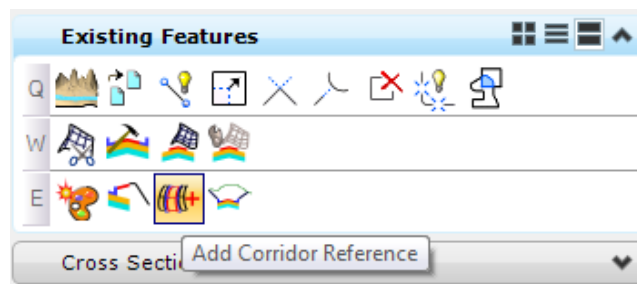 Existing Features
Q
W
E
Add Corridor Reference
Cross Secti